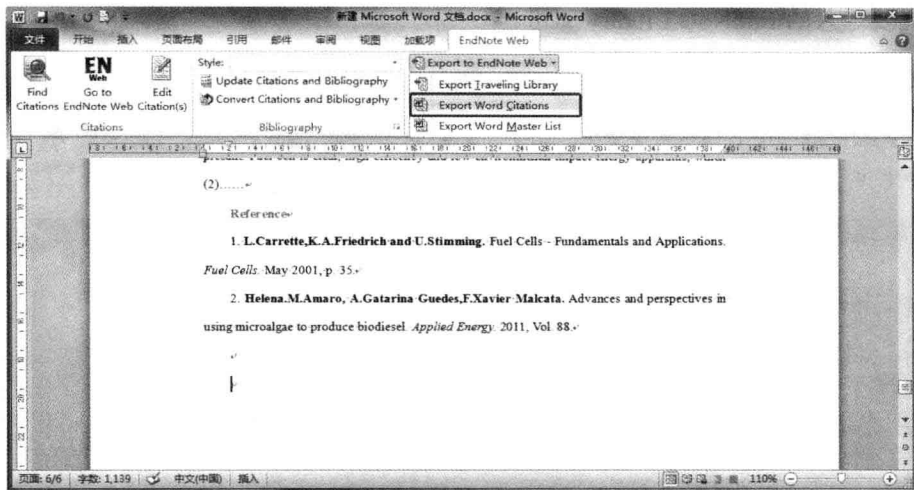 新建 Microsoft Word 文档.docx - Microsoft Word
文件 开始 插入 页面布局 引用 邮件 审阅 视图 加载项 EndNote Web
Find Citations
EN Web
Go to EndNote Web
Edit Citation(s)
Citations
Style:
Update Citations and Bibliography
Convert Citations and Bibliography
Bibliography
Export to EndNote Web
Export Traveling Library
Export Word Citations
Export Word Master List
(2)......
Reference
1. L.Carrette,K.A.Friedrich and U.Stimming. Fuel Cells - Fundamentals and Applications.
Fuel Cells. May 2001, p. 35.
2. Helena.M.Amaro, A.Gatarina Guedes,F.Xavier Malcata. Advances and perspectives in
using microalgae to produce biodiesel. Applied Energy. 2011, Vol. 88.
页面: 6/6 字数: 1,139 中文(中国) 插入 110%